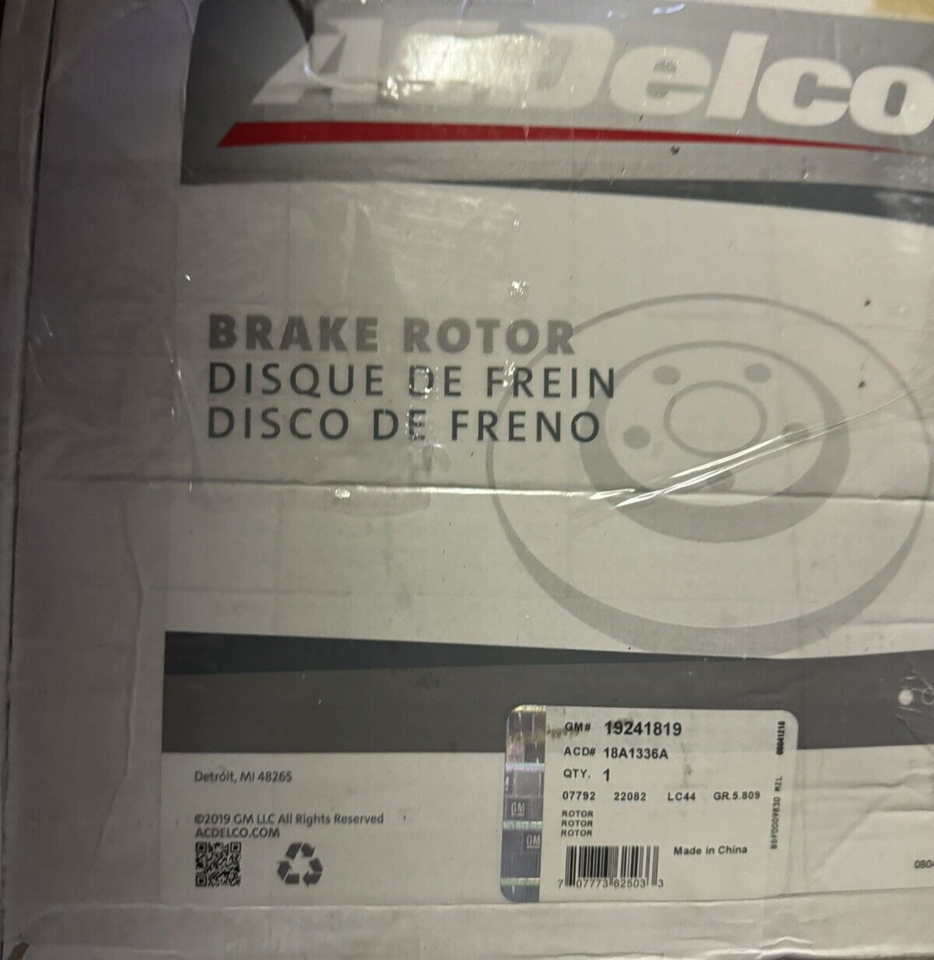 ACDelco
BRAKE ROTOR
DISQUE DE FREIN
DISCO DE FRENO
GM# 19241819
ACD# 18A1336A
QTY. 1
07792 22082 LC44 GR.5.809
ROTOR
ROTOR
ROTOR
Made in China
7 07773 62503 3
GM
GM
Detroit, MI 48265
©2019 GM LLC All Rights Reserved
ACDELCO.COM